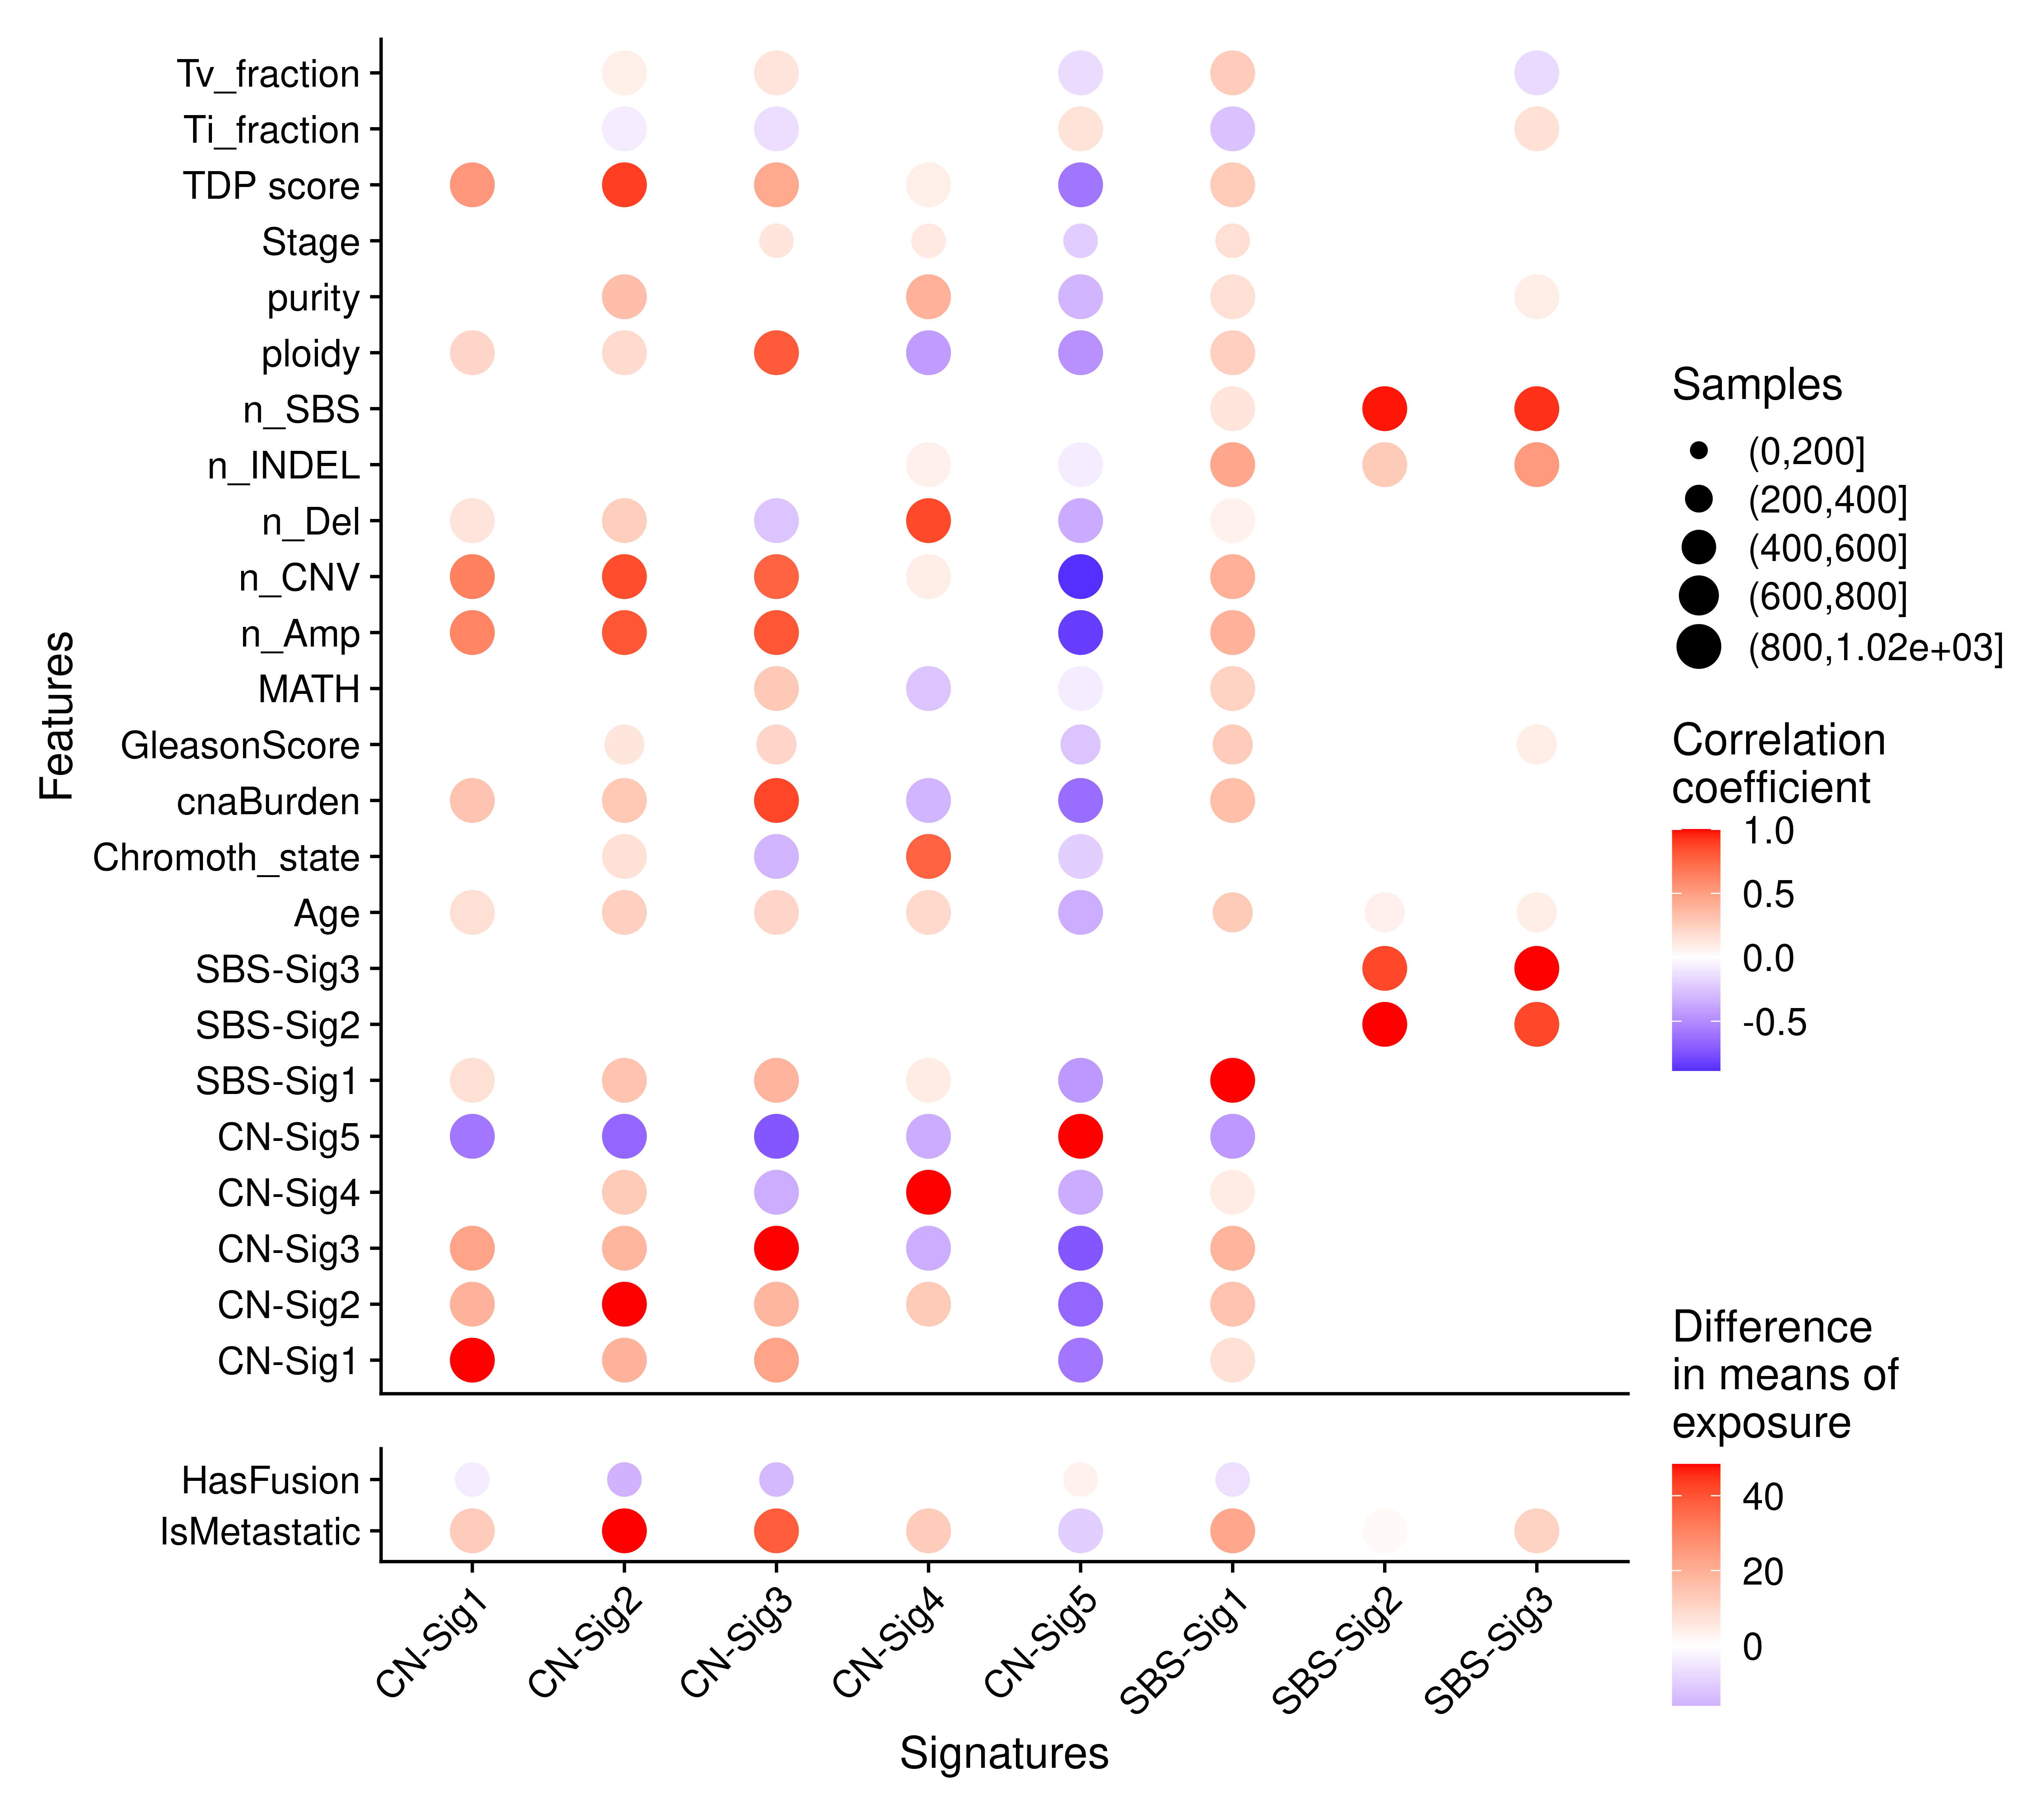 Features
Tv_fraction
Ti_fraction
TDP score
Stage
purity
ploidy
n_SBS
n_INDEL
n_Del
n_CNV
n_Amp
MATH
GleasonScore
cnaBurden
Chromoth_state
Age
SBS-Sig3
SBS-Sig2
SBS-Sig1
CN-Sig5
CN-Sig4
CN-Sig3
CN-Sig2
CN-Sig1
HasFusion
IsMetastatic
CN-Sig1
CN-Sig2
CN-Sig3
CN-Sig4
CN-Sig5
SBS-Sig1
SBS-Sig2
SBS-Sig3
Signatures
Samples
(0,200]
(200,400]
(400,600]
(600,800]
(800,1.02e+03]
Correlation
coefficient
1.0
0.5
0.0
-0.5
Difference
in means of
exposure
40
20
0